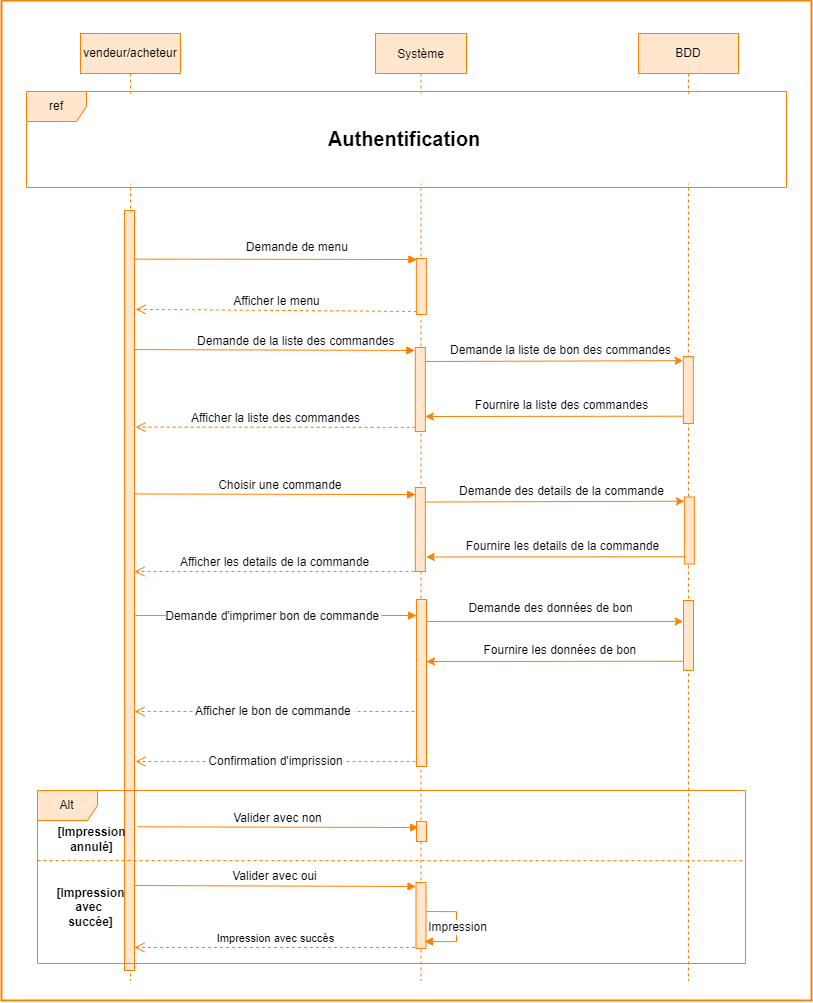 vendeur/acheteur
Système
BDD
ref
Authentification
Demande de menu
Afficher le menu
Demande de la liste des commandes
Demande la liste de bon des commandes
Fournire la liste des commandes
Afficher la liste des commandes
Choisir une commande
Demande des details de la commande
Fournire les details de la commande
Afficher les details de la commande
Demande d'imprimer bon de commande
Demande des données de bon
Fournire les données de bon
Afficher le bon de commande
Confirmation d'imprission
Alt
Valider avec non
[Impression
annulé]
Valider avec oui
[Impression
avec
succée]
Impression
Impression avec succès